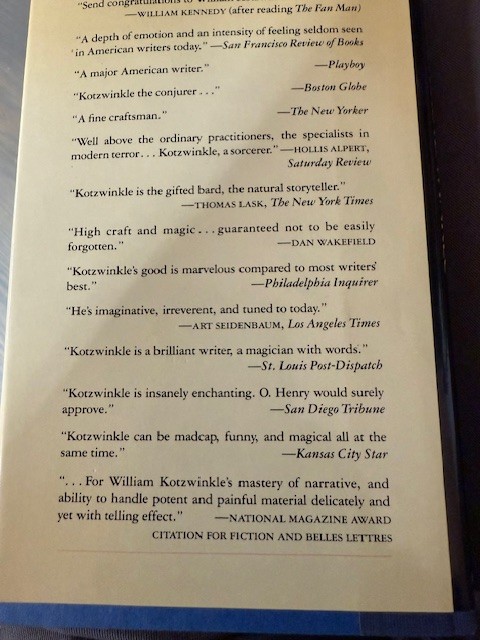 "Send congratulations to William
—WILLIAM KENNEDY (after reading The Fan Man)
"A depth of emotion and an intensity of feeling seldom seen
in American writers today." —San Francisco Review of Books
"A major American writer." —Playboy
"Kotzwinkle the conjurer . . ." —Boston Globe
"A fine craftsman." —The New Yorker
"Well above the ordinary practitioners, the specialists in
modern terror. . . Kotzwinkle, a sorcerer." —HOLLIS ALPERT,
Saturday Review
"Kotzwinkle is the gifted bard, the natural storyteller."
—THOMAS LASK, The New York Times
"High craft and magic . . . guaranteed not to be easily
forgotten." —DAN WAKEFIELD
"Kotzwinkle's good is marvelous compared to most writers'
best." —Philadelphia Inquirer
"He's imaginative, irreverent, and tuned to today."
—ART SEIDENBAUM, Los Angeles Times
"Kotzwinkle is a brilliant writer, a magician with words."
—St. Louis Post-Dispatch
"Kotzwinkle is insanely enchanting. O. Henry would surely
approve." —San Diego Tribune
"Kotzwinkle can be madcap, funny, and magical all at the
same time." —Kansas City Star
". . . For William Kotzwinkle's mastery of narrative, and
ability to handle potent and painful material delicately and
yet with telling effect." —NATIONAL MAGAZINE AWARD
CITATION FOR FICTION AND BELLES LETTRES